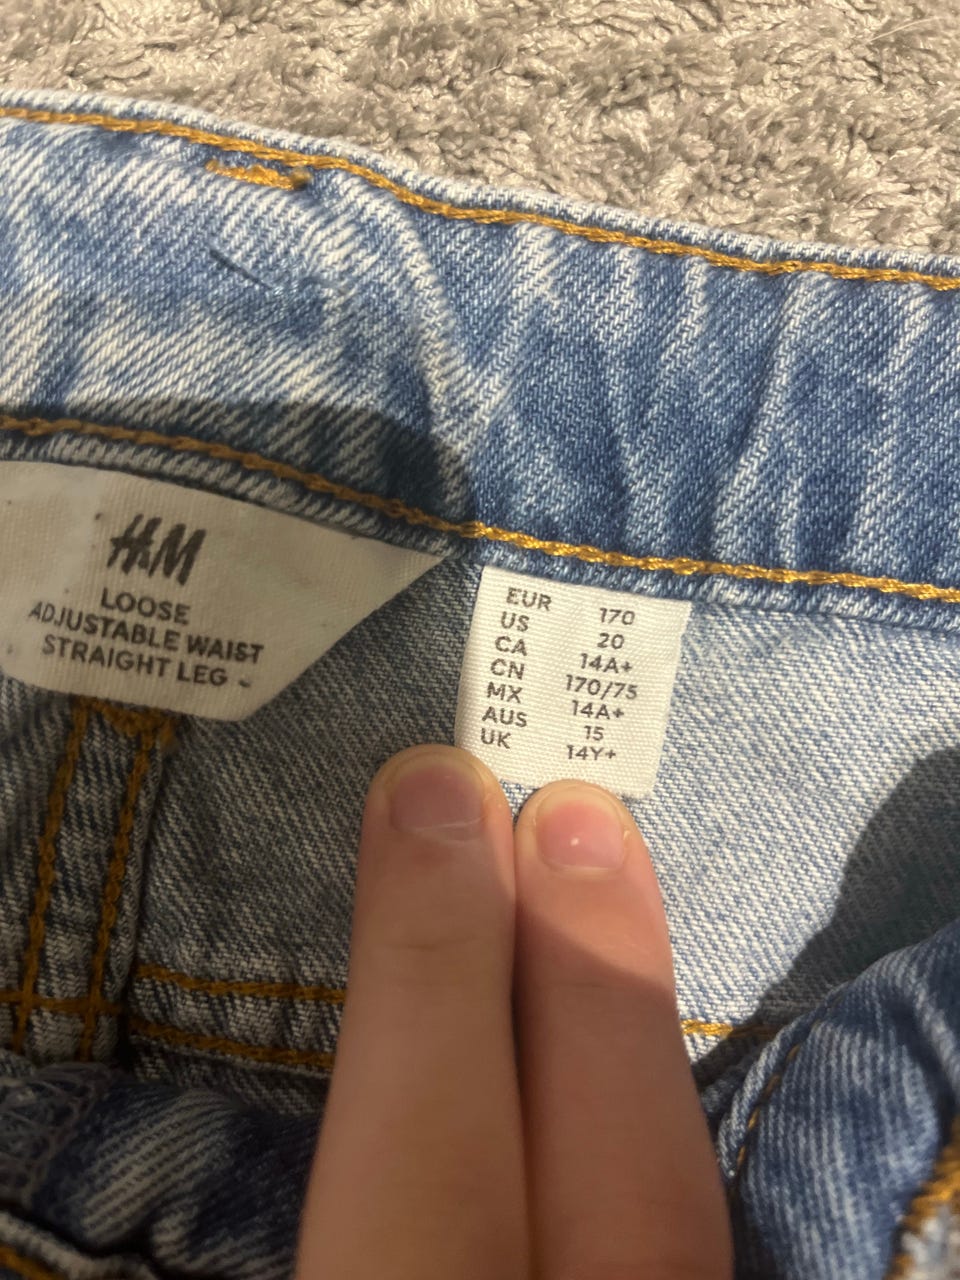 H&M
LOOSE
ADJUSTABLE WAIST
STRAIGHT LEG
EUR 170
US 20
CA 14A+
CN 170/75
MX 14A+
AUS 15
UK 14Y+